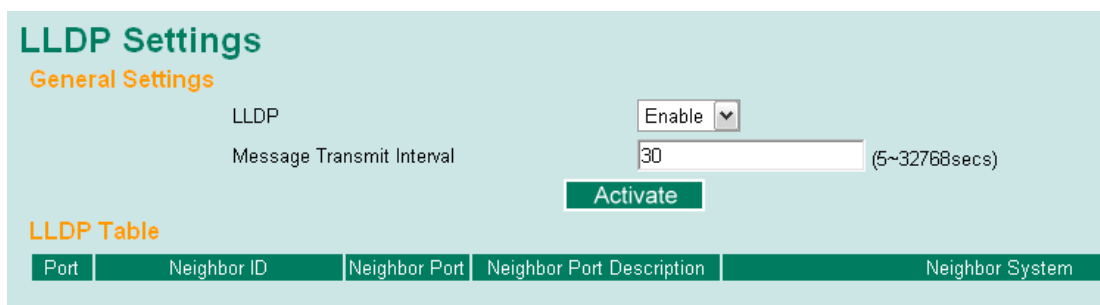 LLDP Settings
General Settings
LLDP Enable
Message Transmit Interval 30 (5~32768secs)
Activate
LLDP Table
Port Neighbor ID Neighbor Port Neighbor Port Description Neighbor System